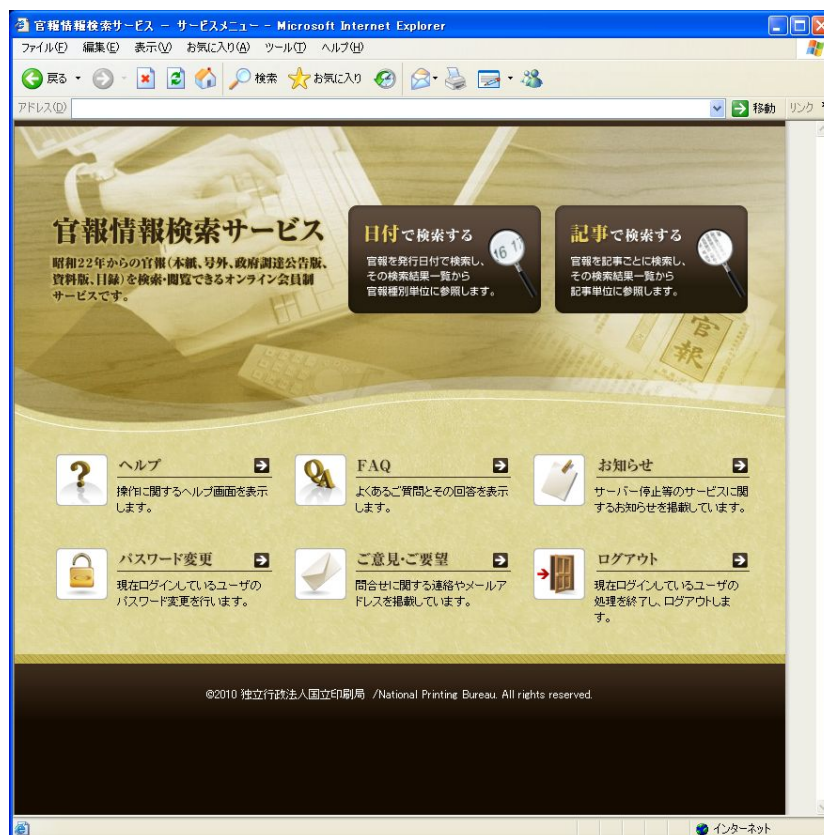 官報情報検索サービス － サービスメニュー - Microsoft Internet Explorer
ファイル(F) 編集(E) 表示(V) お気に入り(A) ツール(T) ヘルプ(H)
戻る 検索 お気に入り
アドレス(D) 移動 リンク
官報情報検索サービス
昭和22年からの官報(本紙、号外、政府調達公告版、
資料版、目録)を検索・閲覧できるオンライン会員制
サービスです。
日付で検索する
官報を発行日付で検索し、
その検索結果一覧から
官報種別単位に参照します。
16 17
記事で検索する
官報を記事ごとに検索し、
その検索結果一覧から
記事単位に参照します。
官報
ヘルプ
操作に関するヘルプ画面を表示
します。
QA
FAQ
よくあるご質問とその回答を表示
します。
お知らせ
サーバー停止等のサービスに関
するお知らせを掲載しています。
パスワード変更
現在ログインしているユーザの
パスワード変更を行います。
ご意見・ご要望
問合せに関する連絡やメールア
ドレスを掲載しています。
ログアウト
現在ログインしているユーザの
処理を終了し、ログアウトしま
す。
©2010 独立行政法人国立印刷局 /National Printing Bureau. All rights reserved.
インターネット